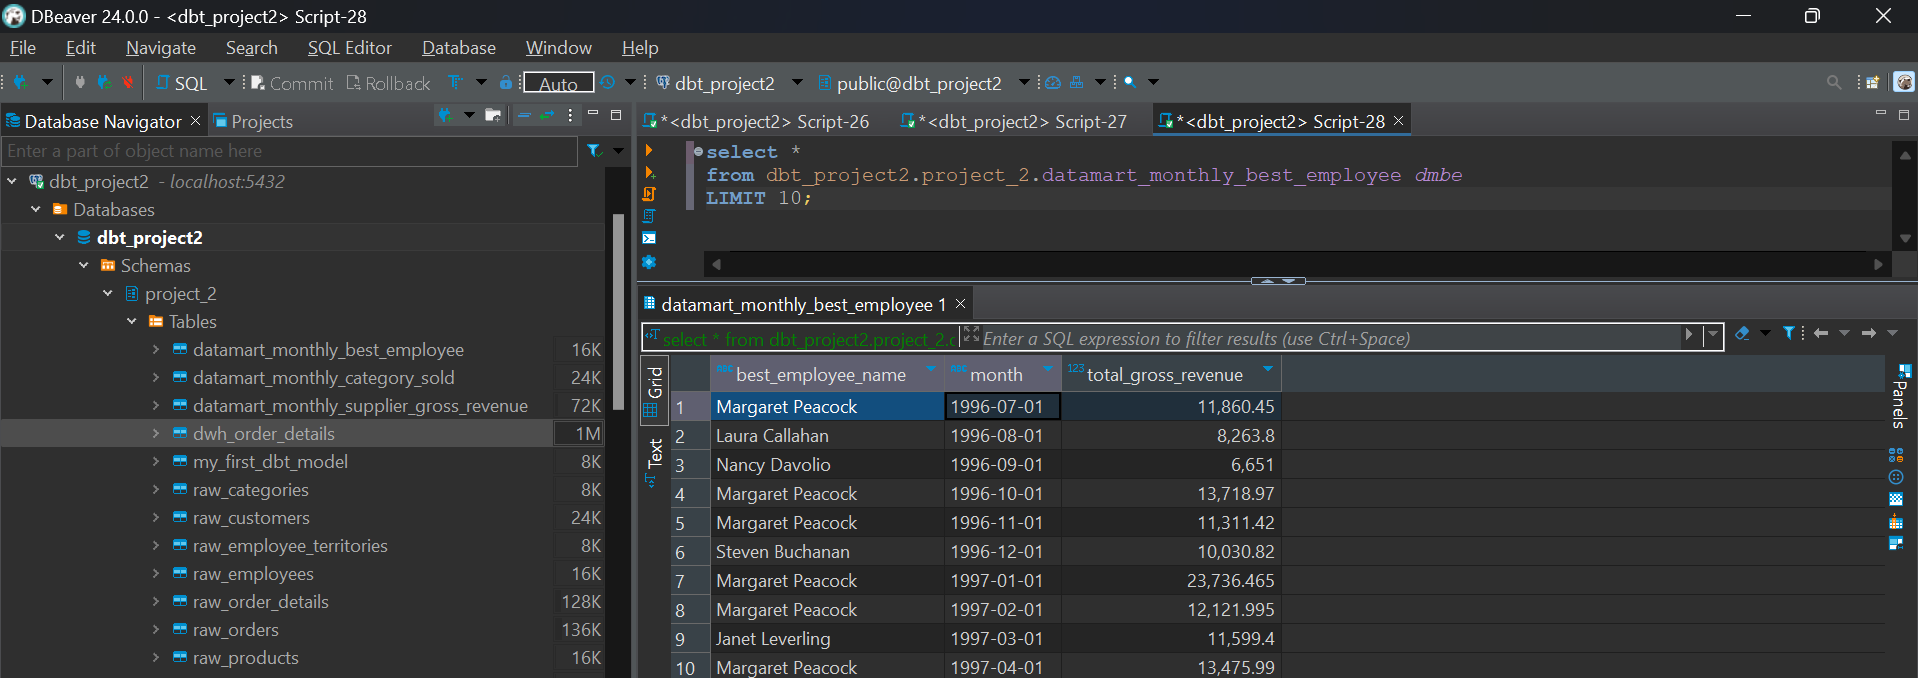 DBeaver 24.0.0 - <dbt_project2> Script-28
File Edit Navigate Search SQL Editor Database Window Help
SQL Commit Rollback Auto dbt_project2 public@dbt_project2
Database Navigator Projects
Enter a part of object name here
dbt_project2 - localhost:5432
Databases
dbt_project2
Schemas
project_2
Tables
datamart_monthly_best_employee 16K
datamart_monthly_category_sold 24K
datamart_monthly_supplier_gross_revenue 72K
dwh_order_details 1M
my_first_dbt_model 8K
raw_categories 8K
raw_customers 24K
raw_employee_territories 8K
raw_employees 16K
raw_order_details 128K
raw_orders 136K
raw_products 16K
*<dbt_project2> Script-26 *<dbt_project2> Script-27 *<dbt_project2> Script-28
select *
from dbt_project2.project_2.datamart_monthly_best_employee dmbe
LIMIT 10;
datamart_monthly_best_employee 1
select * from dbt_project2.project_2.c Enter a SQL expression to filter results (use Ctrl+Space)
Grid
Text
Panels
best_employee_name month 123 total_gross_revenue
1 Margaret Peacock 1996-07-01 11,860.45
2 Laura Callahan 1996-08-01 8,263.8
3 Nancy Davolio 1996-09-01 6,651
4 Margaret Peacock 1996-10-01 13,718.97
5 Margaret Peacock 1996-11-01 11,311.42
6 Steven Buchanan 1996-12-01 10,030.82
7 Margaret Peacock 1997-01-01 23,736.465
8 Margaret Peacock 1997-02-01 12,121.995
9 Janet Leverling 1997-03-01 11,599.4
10 Margaret Peacock 1997-04-01 13,475.99